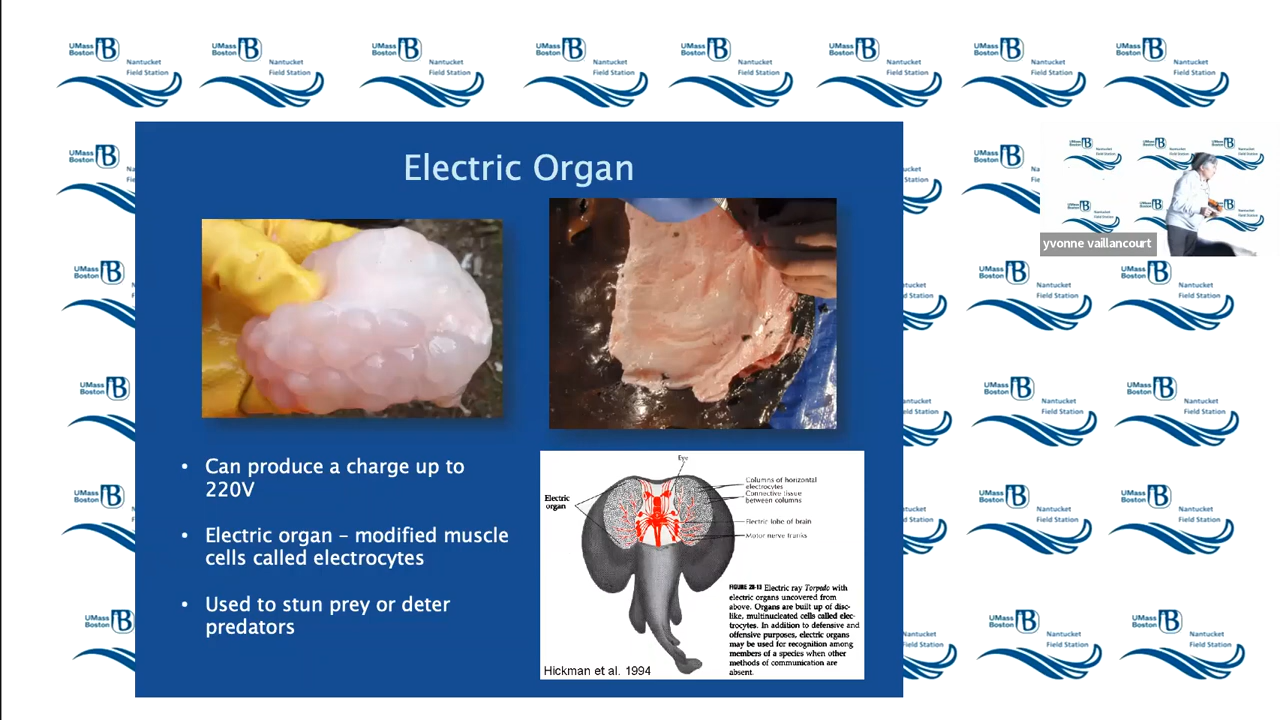 Electric Organ
• Can produce a charge up to
220V
• Electric organ – modified muscle
cells called electrocytes
• Used to stun prey or deter
predators
Eye
Electric
organ
Columns of horizontal
electrocytes
Connective tissue
between columns
Electric lobe of brain
Motor nerve trunks
FIGURE 28-13 Electric ray Torpedo with
electric organs uncovered from
above. Organs are built up of disc-
like, multinucleated cells called elec-
trocytes. In addition to defensive and
offensive purposes, electric organs
may be used for recognition among
members of a species when other
methods of communication are
absent.
Hickman et al. 1994
yvonne vaillancourt
UMass
Boston
Nantucket
Field Station